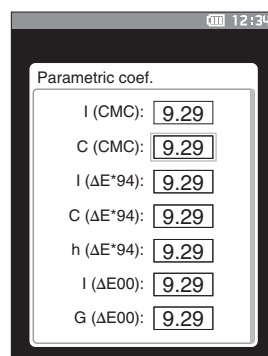 12:34
Parametric coef.
l (CMC): 9.29
C (CMC): 9.29
l (ΔE*94): 9.29
C (ΔE*94): 9.29
h (ΔE*94): 9.29
l (ΔE00): 9.29
G (ΔE00): 9.29